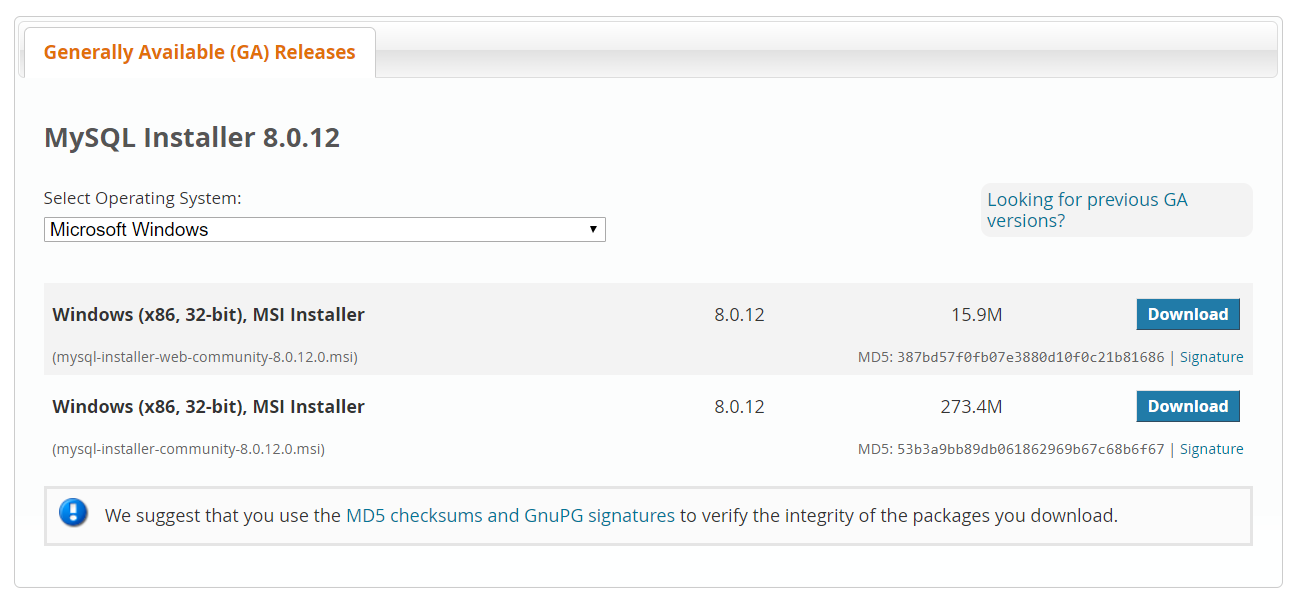 Generally Available (GA) Releases
MySQL Installer 8.0.12
Select Operating System:
Looking for previous GA
versions?
Microsoft Windows
Windows (x86, 32-bit), MSI Installer 8.0.12 15.9M Download
(mysql-installer-web-community-8.0.12.0.msi) MD5: 387bd57f0fb07e3880d10f0c21b81686 | Signature
Windows (x86, 32-bit), MSI Installer 8.0.12 273.4M Download
(mysql-installer-community-8.0.12.0.msi) MD5: 53b3a9bb89db061862969b67c68b6f67 | Signature
We suggest that you use the MD5 checksums and GnuPG signatures to verify the integrity of the packages you download.